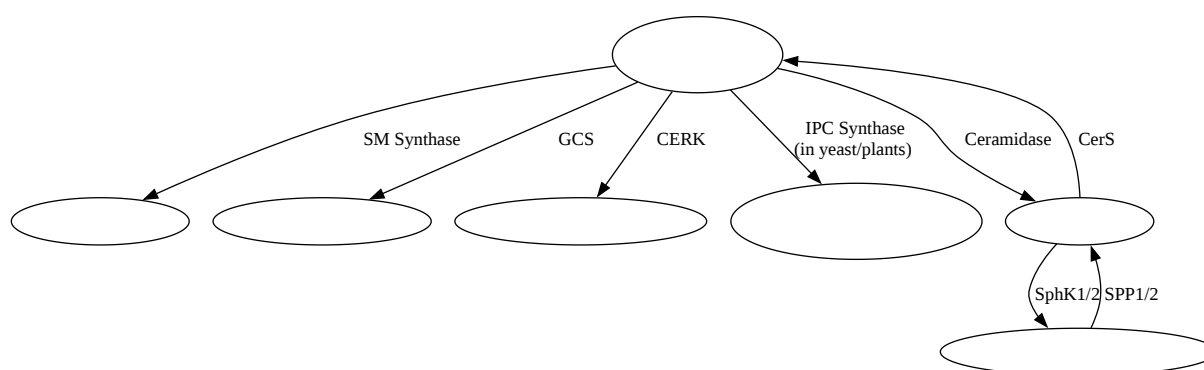 SM Synthase
GCS
CERK
IPC Synthase
(in yeast/plants)
Ceramidase
CerS
SphK1/2
SPP1/2